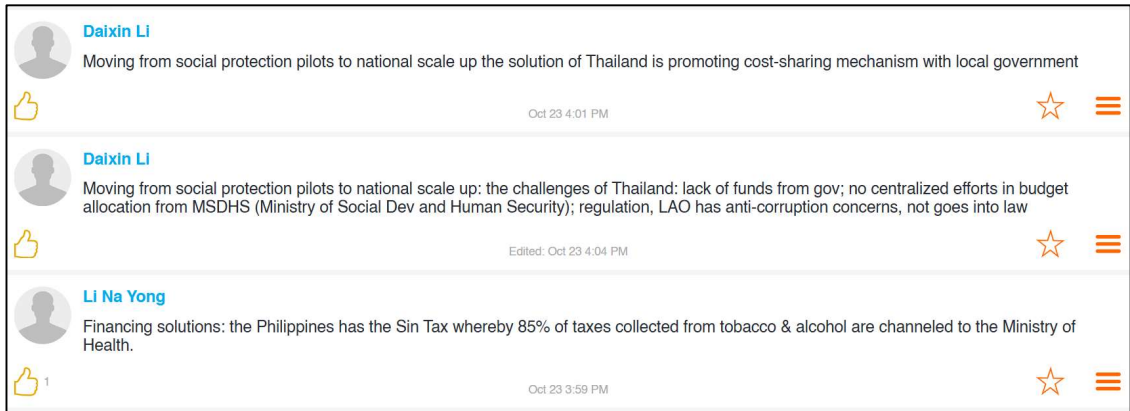 Daixin Li
Moving from social protection pilots to national scale up the solution of Thailand is promoting cost-sharing mechanism with local government
Oct 23 4:01 PM
Daixin Li
Moving from social protection pilots to national scale up: the challenges of Thailand: lack of funds from gov; no centralized efforts in budget
allocation from MSDHS (Ministry of Social Dev and Human Security); regulation, LAO has anti-corruption concerns, not goes into law
Edited: Oct 23 4:04 PM
Li Na Yong
Financing solutions: the Philippines has the Sin Tax whereby 85% of taxes collected from tobacco & alcohol are channeled to the Ministry of
Health.
1
Oct 23 3:59 PM